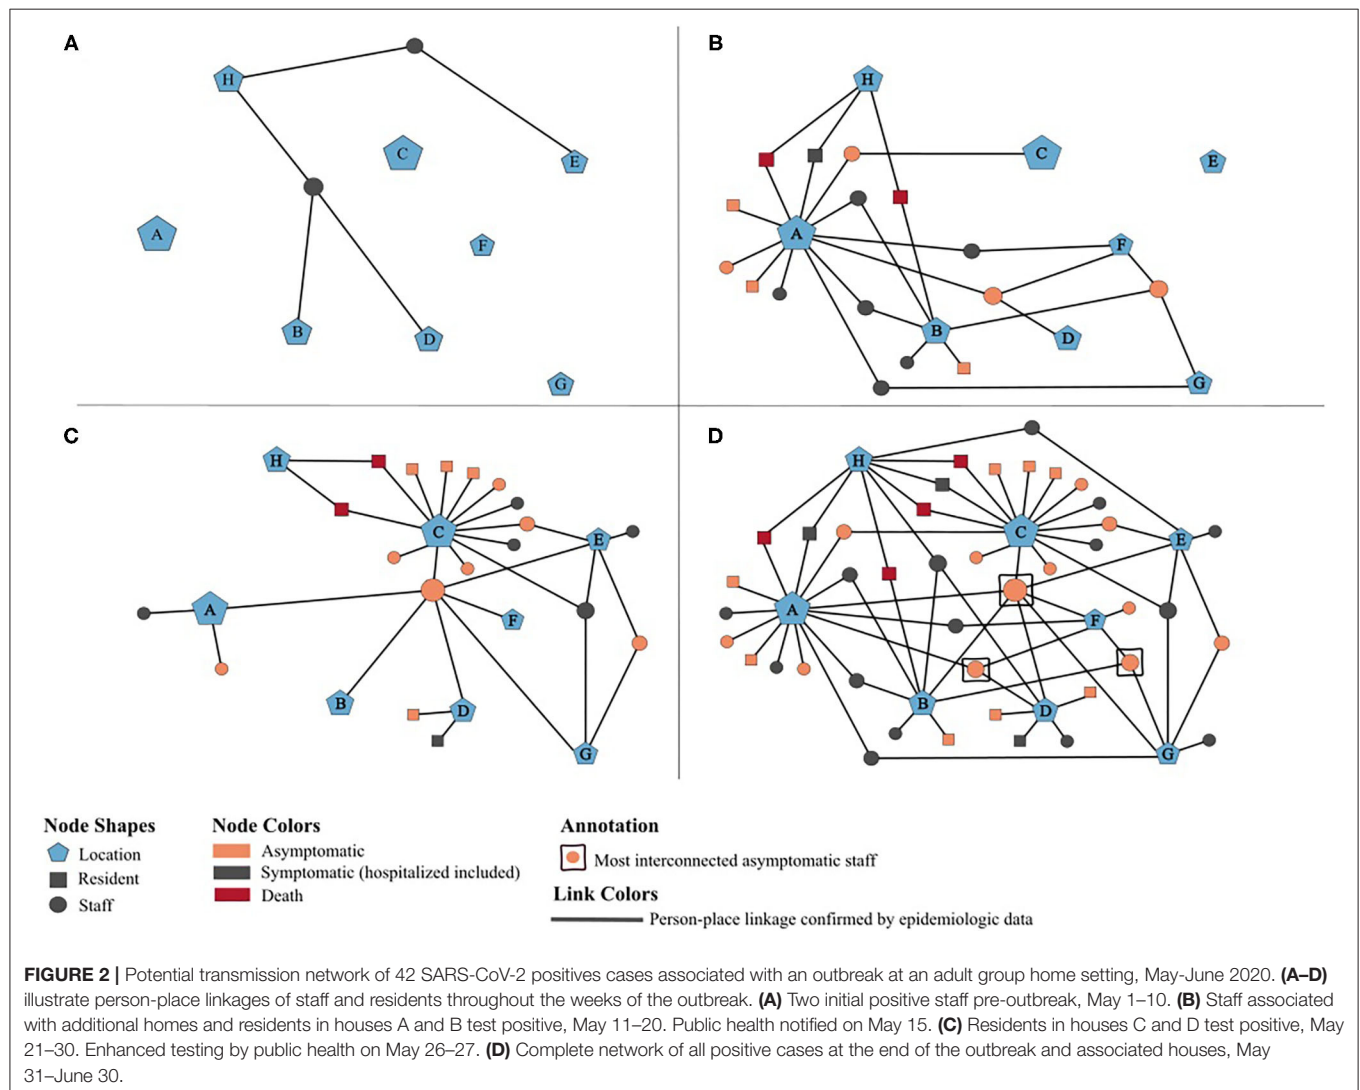 A
H
C
E
A
F
B
D
G
B
H
C
E
A
F
B
D
G
C
H
C
E
A
F
B
D
G
D
H
C
E
A
F
B
D
G
Node Shapes
Location
Resident
Staff
Node Colors
Asymptomatic
Symptomatic (hospitalized included)
Death
Annotation
Most interconnected asymptomatic staff
Link Colors
Person-place linkage confirmed by epidemiologic data
FIGURE 2 | Potential transmission network of 42 SARS-CoV-2 positives cases associated with an outbreak at an adult group home setting, May-June 2020. (A–D)
illustrate person-place linkages of staff and residents throughout the weeks of the outbreak. (A) Two initial positive staff pre-outbreak, May 1–10. (B) Staff associated
with additional homes and residents in houses A and B test positive, May 11–20. Public health notified on May 15. (C) Residents in houses C and D test positive, May
21–30. Enhanced testing by public health on May 26–27. (D) Complete network of all positive cases at the end of the outbreak and associated houses, May
31–June 30.